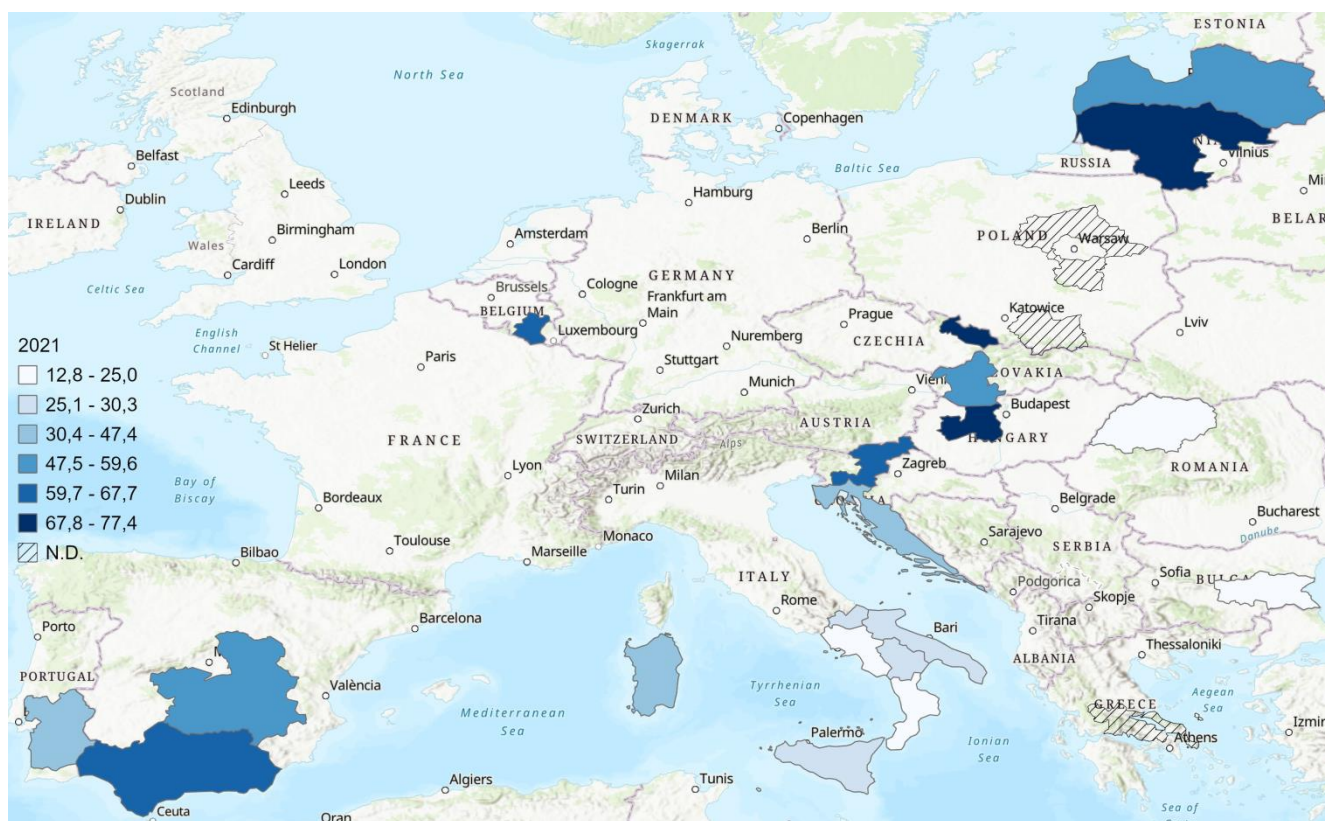 ESTONIA
Skagerrak
North Sea
Scotland
Edinburgh
DENMARK
Copenhagen
Baltic Sea
RUSSIA
Vilnius
Belfast
Leeds
Dublin
IRELAND
Hamburg
Birmingham
Wales
Amsterdam
Berlin
POLAND
Warsaw
Cardiff
London
Celtic Sea
Brussels
BELGIUM
Cologne
GERMANY
Frankfurt am
Main
Luxembourg
Prague
CZECHIA
Katowice
Lviv
English
Channel
St Helier
Nuremberg
Paris
Stuttgart
Munich
Budapest
2021
12,8 - 25,0
25,1 - 30,3
30,4 - 47,4
47,5 - 59,6
59,7 - 67,7
67,8 - 77,4
N.D.
Zurich
AUSTRIA
FRANCE
SWITZERLAND
Alps
Zagreb
ROMANIA
Lyon
Milan
Turin
Bay of
Biscay
Bordeaux
Belgrade
Bucharest
Danube
Toulouse
Monaco
Marseille
Sarajevo
SERBIA
Bilbao
ITALY
Podgorica
Sofia
Skopje
Rome
Porto
Barcelona
Bari
Tirana
Thessaloniki
PORTUGAL
València
ALBANIA
Tyrrhenian
Sea
Mediterranean
Sea
GREECE
Aegean
Sea
Palermo
Ionian
Sea
Athens
Izmir
Algiers
Tunis
Ceuta
Oran
Sea of